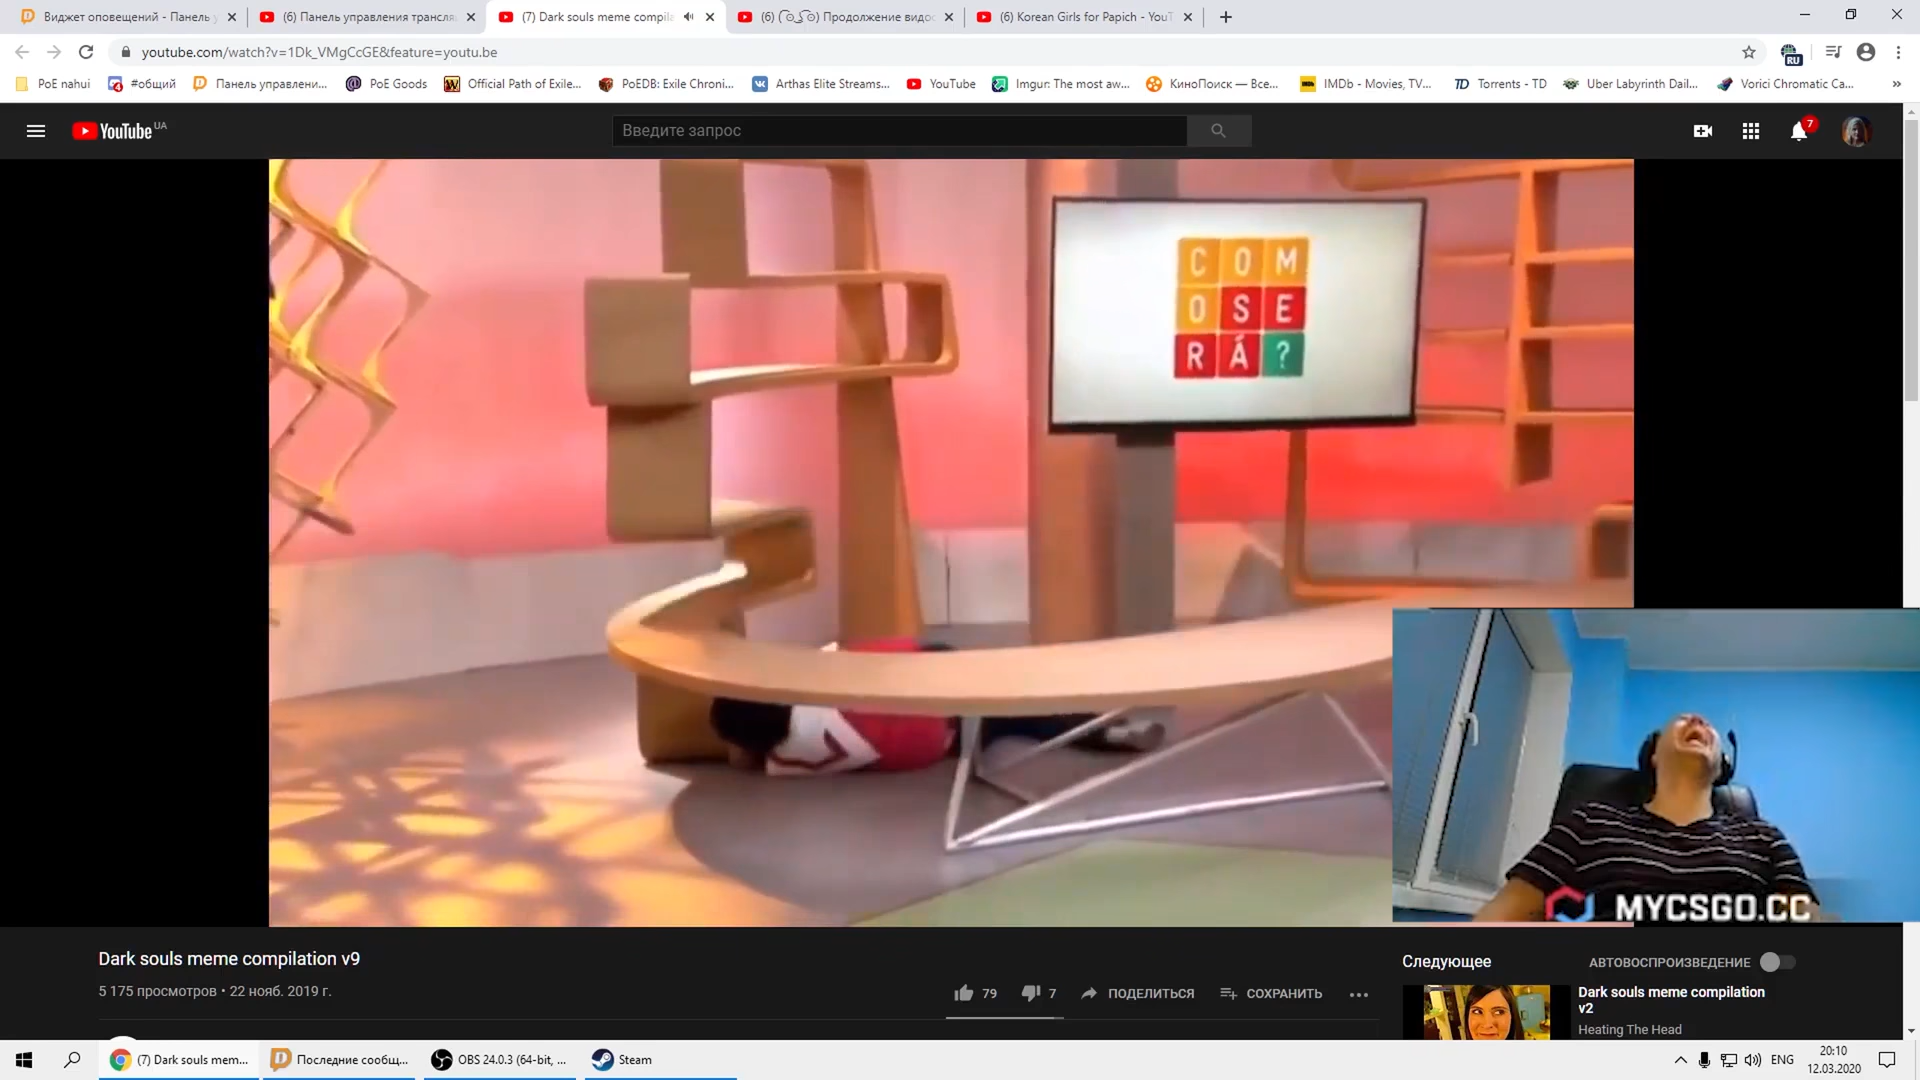 Виджет оповещений - Панель у
(6) Панель управления трансля
(7) Dark souls meme compila
(6) ( ͡ʘ ͜ʖ ͡ʘ) Продолжение видос
(6) Korean Girls for Papich - YouT
youtube.com/watch?v=1Dk_VMgCcGE&feature=youtu.be
RU
PoE nahui
4
#общий
Панель управлени...
PoE Goods
Official Path of Exile...
PoEDB: Exile Chroni...
Arthas Elite Streams...
YouTube
Imgur: The most aw...
КиноПоиск — Все...
IMDb - Movies, TV...
TD Torrents - TD
Uber Labyrinth Dail...
Vorici Chromatic Ca...
YouTube UA
Введите запрос
7
COM
OSE
RÁ?
MYCSGO.CC
Dark souls meme compilation v9
5 175 просмотров • 22 нояб. 2019 г.
79
7
ПОДЕЛИТЬСЯ
СОХРАНИТЬ
Следующее
АВТОВОСПРОИЗВЕДЕНИЕ
Dark souls meme compilation
v2
Heating The Head
(7) Dark souls mem...
Последние сообщ...
OBS 24.0.3 (64-bit, ...
Steam
ENG
20:10
12.03.2020